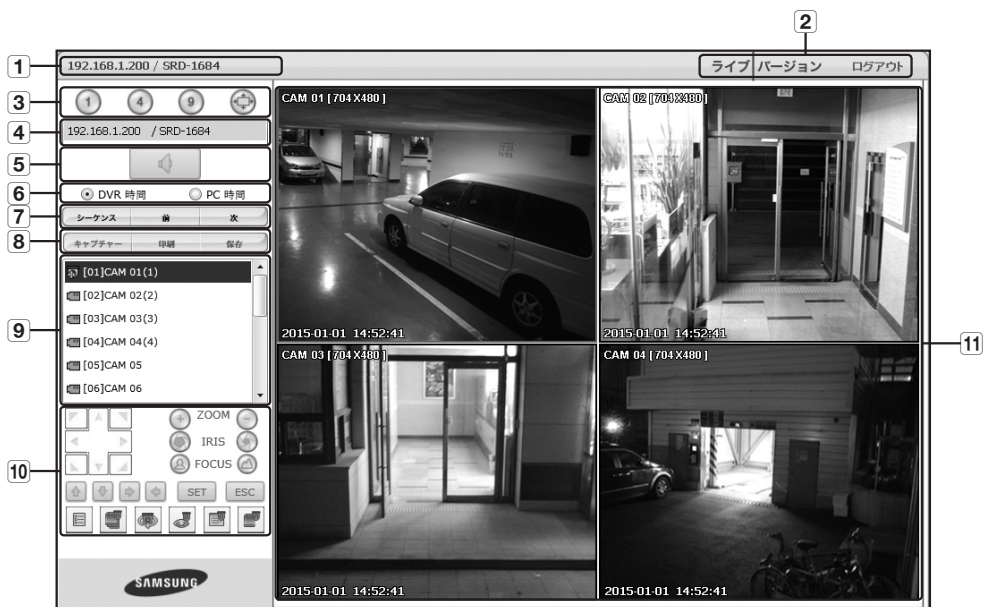 2
1
192.168.1.200 / SRD-1684
ライブ バージョン ログアウト
3
1 4 9
4
192.168.1.200 / SRD-1684
5
6
DVR 時間 PC 時間
7
シーケンス 前 次
8
キャプチャー 印刷 保存
9
[01]CAM 01(1)
[02]CAM 02(2)
[03]CAM 03(3)
[04]CAM 04(4)
[05]CAM 05
[06]CAM 06
10
ZOOM
IRIS
FOCUS
SET ESC
SAMSUNG
CAM 01 [704X480]
2015-01-01 14:52:41
CAM 02 [704X480]
2015-01-01 14:52:41
CAM 03 [704X480]
2015-01-01 14:52:41
CAM 04 [704X480]
2015-01-01 14:52:41
11